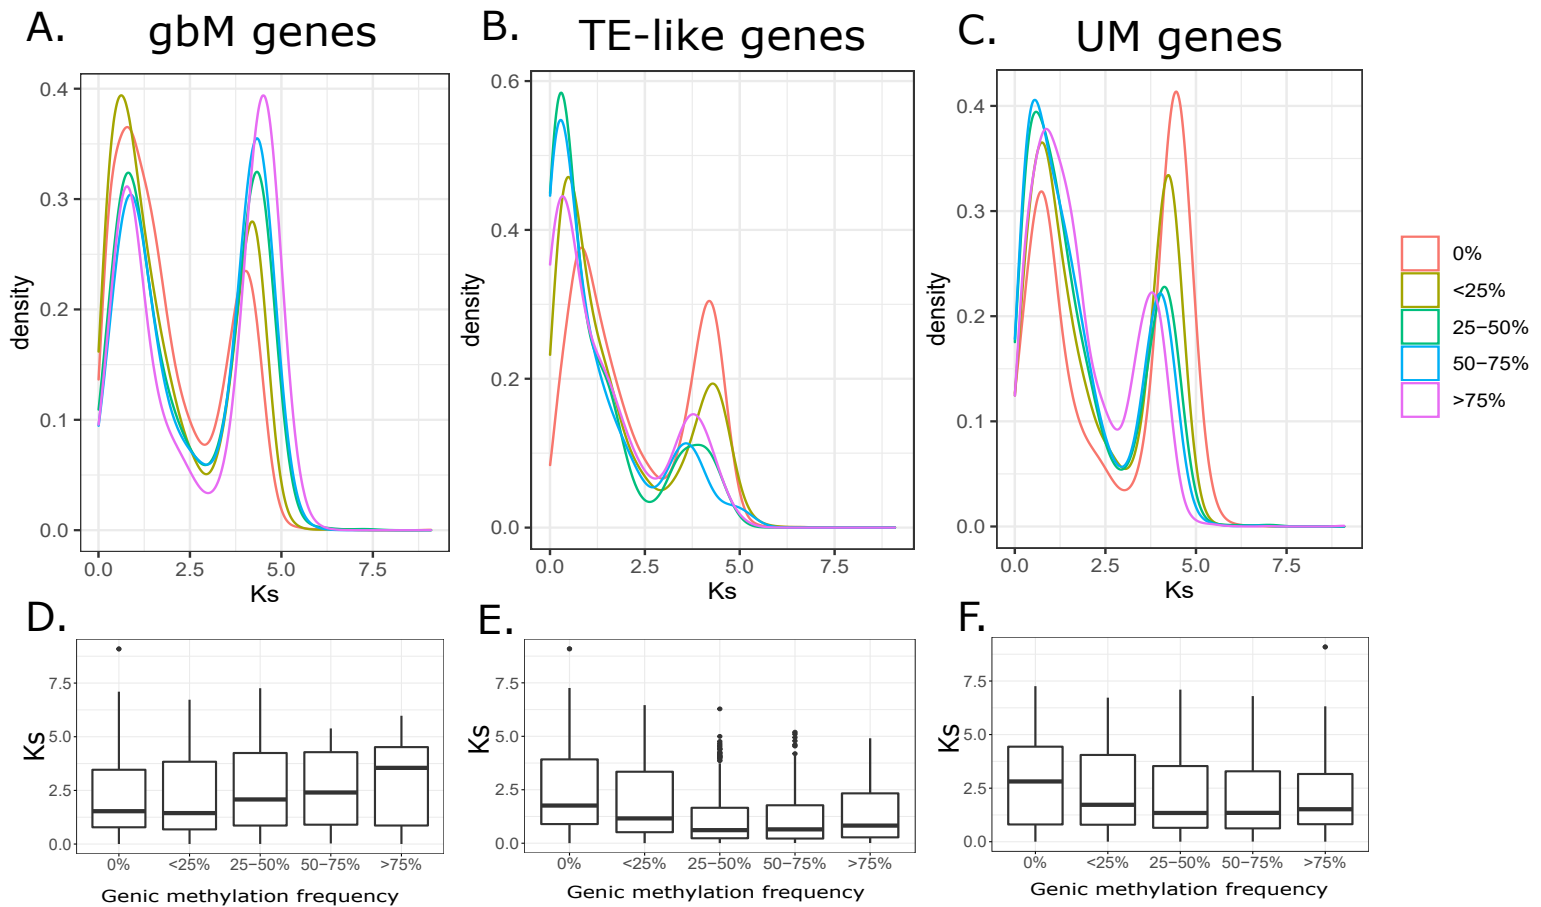 A. gbM genes
B. TE-like genes
C. UM genes
0.4
0.3
0.2
0.1
0.0
density
0.0 2.5 5.0 7.5
Ks
0.6
0.4
0.2
0.0
density
0.0 2.5 5.0 7.5
Ks
0.4
0.3
0.2
0.1
0.0
density
0.0 2.5 5.0 7.5
Ks
0%
<25%
25−50%
50−75%
>75%
D.
7.5
5.0
2.5
0.0
Ks
0% <25% 25−50% 50−75% >75%
Genic methylation frequency
E.
7.5
5.0
2.5
0.0
Ks
0% <25% 25−50% 50−75% >75%
Genic methylation frequency
F.
7.5
5.0
2.5
0.0
Ks
0% <25% 25−50% 50−75% >75%
Genic methylation frequency